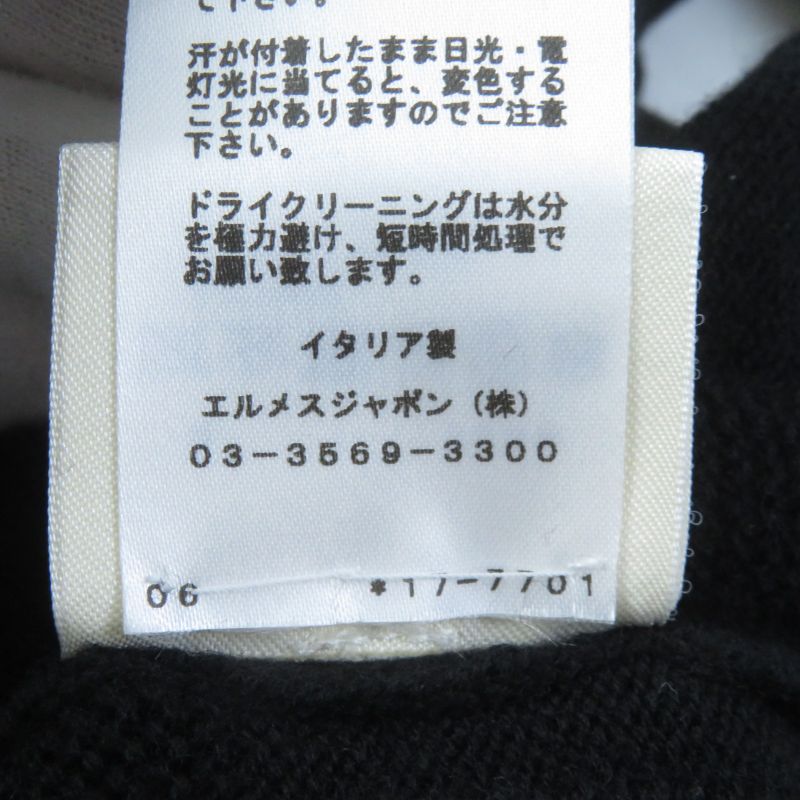 て下さい。
汗が付着したまま日光・電
灯光に当てると、変色する
ことがありますのでご注意
下さい。
ドライクリーニングは水分
を極力避け、短時間処理で
お願い致します。
イタリア製
エルメスジャポン（株）
03-3569-3300
06 *17-7701